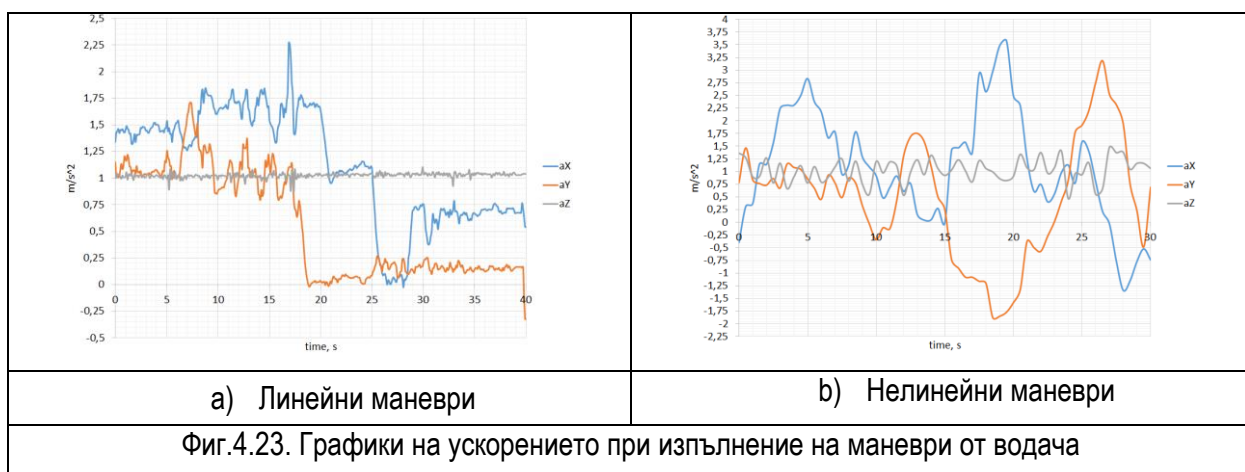 2,5
2,25
2
1,75
1,5
1,25
1
0,75
0,5
0,25
0
-0,25
-0,5
m/s^2
0 5 10 15 20 25 30 35 40
time, s
aX
aY
aZ
4
3,75
3,5
3,25
3
2,75
2,5
2,25
2
1,75
1,5
1,25
1
0,75
0,5
0,25
0
-0,25
-0,5
-0,75
-1
-1,25
-1,5
-1,75
-2
-2,25
m/s^2
0 5 10 15 20 25 30
time, s
aX
aY
aZ
a) Линейни маневри
b) Нелинейни маневри
Фиг.4.23. Графики на ускорението при изпълнение на маневри от водача